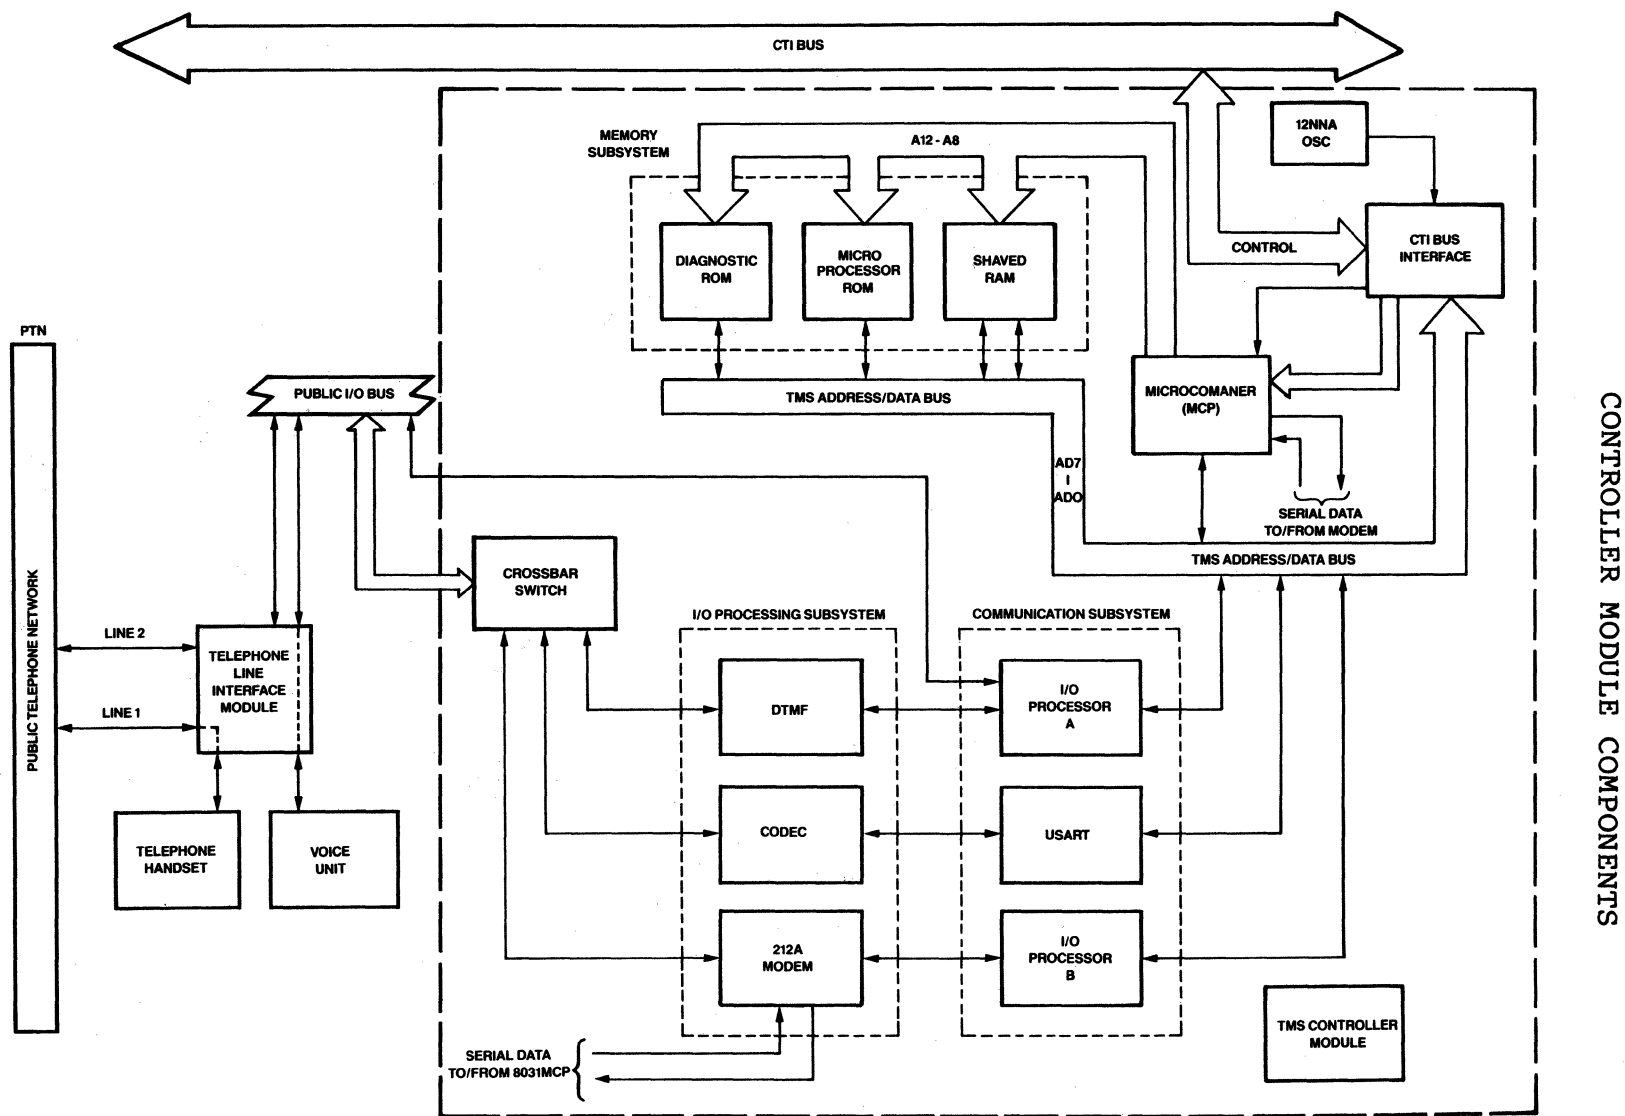 CTI BUS
MEMORY
SUBSYSTEM
A12 - A8
12NNA
OSC
DIAGNOSTIC
ROM
MICRO
PROCESSOR
ROM
SHAVED
RAM
CONTROL
CTI BUS
INTERFACE
PTN
PUBLIC I/O BUS
TMS ADDRESS/DATA BUS
MICROCOMANER
(MCP)
AD7
I
ADO
SERIAL DATA
TO/FROM MODEM
TMS ADDRESS/DATA BUS
CROSSBAR
SWITCH
I/O PROCESSING SUBSYSTEM
COMMUNICATION SUBSYSTEM
PUBLIC TELEPHONE NETWORK
LINE 2
LINE 1
TELEPHONE
LINE
INTERFACE
MODULE
DTMF
I/O
PROCESSOR
A
TELEPHONE
HANDSET
VOICE
UNIT
CODEC
USART
212A
MODEM
I/O
PROCESSOR
B
TMS CONTROLLER
MODULE
SERIAL DATA
TO/FROM 8031MCP
CONTROLLER MODULE COMPONENTS